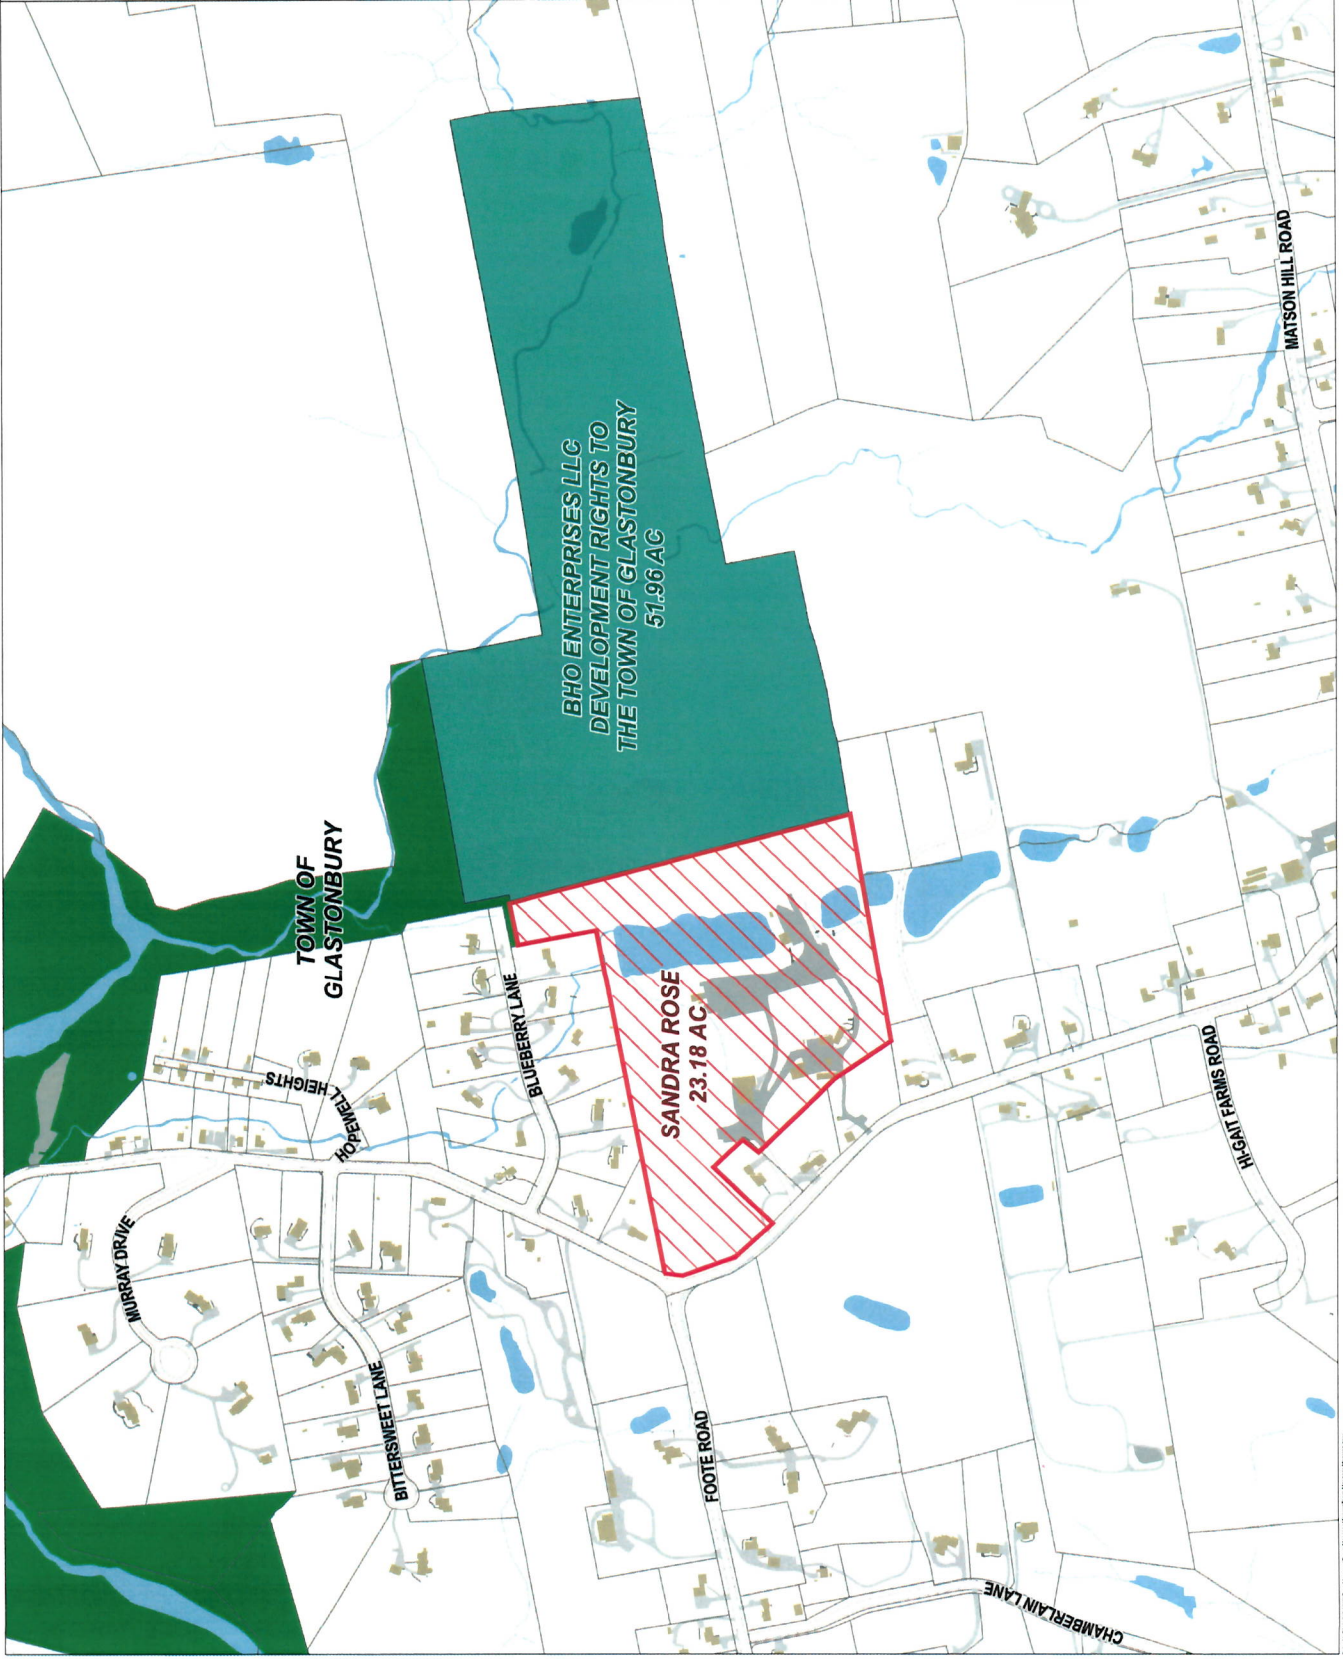 BHO ENTERPRISES LLC
DEVELOPMENT RIGHTS TO
THE TOWN OF GLASTONBURY
51.96 AC
TOWN OF
GLASTONBURY
SANDRA ROSE
23.18 AC.
MATSON HILL ROAD
BLUEBERRY LANE
HOPEWELL HEIGHTS
MURRAY DRIVE
BITTERSWEET LANE
FOOTE ROAD
HI-GAIT FARMS ROAD
CHAMBERLAIN LANE